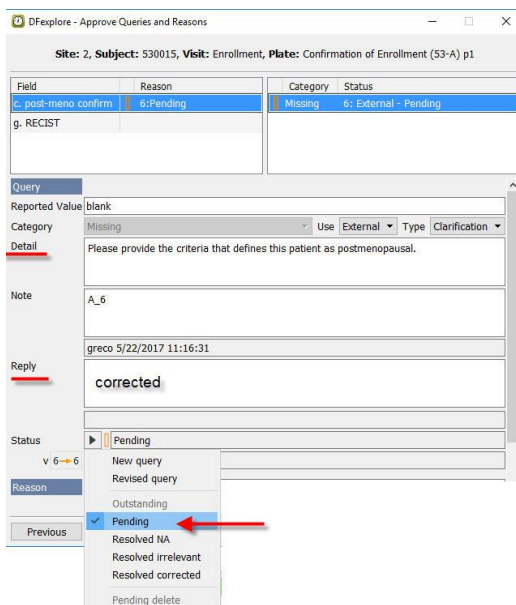 DFexplore - Approve Queries and Reasons
Site: 2, Subject: 530015, Visit: Enrollment, Plate: Confirmation of Enrollment (53-A) p1
Field Reason Category Status
c. post-meno confirm 6:Pending Missing 6: External - Pending
g. RECIST
Query
Reported Value blank
Category Missing Use External Type Clarification
Detail Please provide the criteria that defines this patient as postmenopausal.
Note A_6
greco 5/22/2017 11:16:31
Reply corrected
Status Pending
v 6→6 New query
Revised query
Reason
Outstanding
✓ Pending
Previous Resolved NA
Resolved irrelevant
Resolved corrected
Pending delete